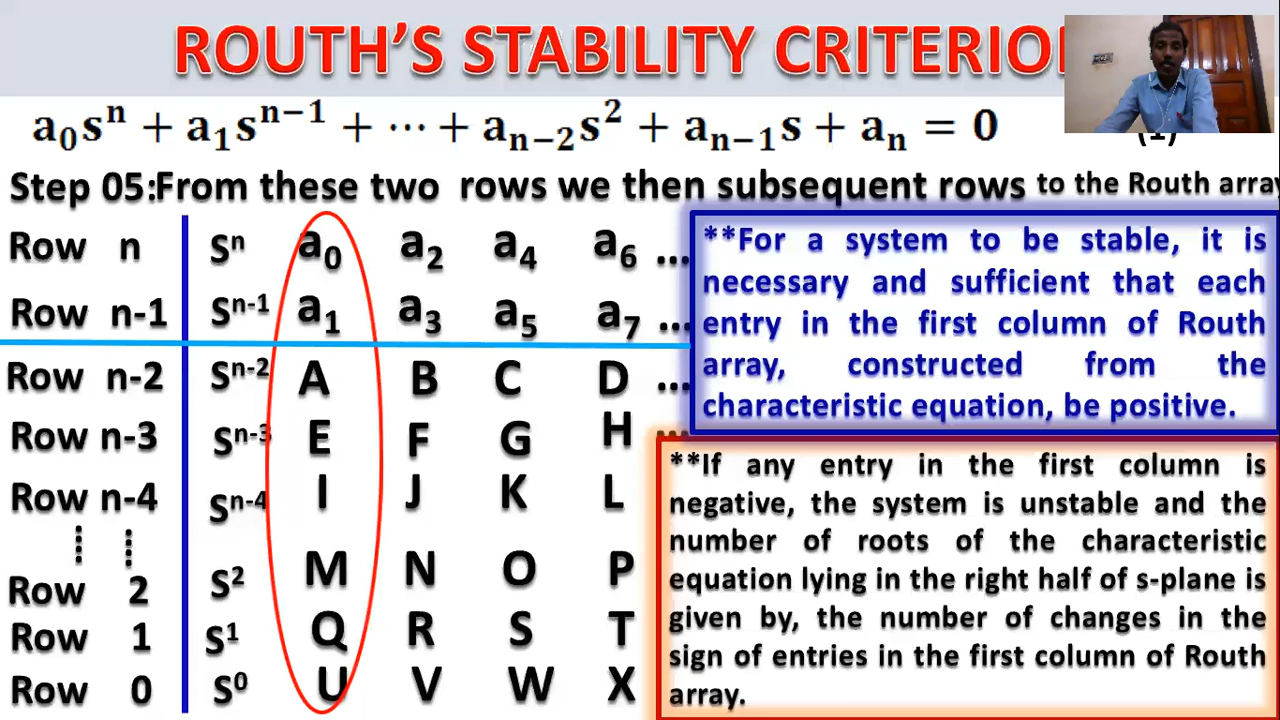 ROUTH'S STABILITY CRITERIO
a₀sⁿ + a₁sⁿ⁻¹ + ⋯ + aₙ₋₂s² + aₙ₋₁s + aₙ = 0 (1)
Step 05:From these two rows we then subsequent rows to the Routh array
Row n Sⁿ a₀ a₂ a₄ a₆ ...
Row n-1 Sⁿ⁻¹ a₁ a₃ a₅ a₇ ...
Row n-2 Sⁿ⁻² A B C D ...
Row n-3 Sⁿ⁻³ E F G H ...
Row n-4 Sⁿ⁻⁴ I J K L
Row 2 S² M N O P
Row 1 S¹ Q R S T
Row 0 S⁰ U V W X
**For a system to be stable, it is
necessary and sufficient that each
entry in the first column of Routh
array, constructed from the
characteristic equation, be positive.
**If any entry in the first column is
negative, the system is unstable and the
number of roots of the characteristic
equation lying in the right half of s-plane is
given by, the number of changes in the
sign of entries in the first column of Routh
array.